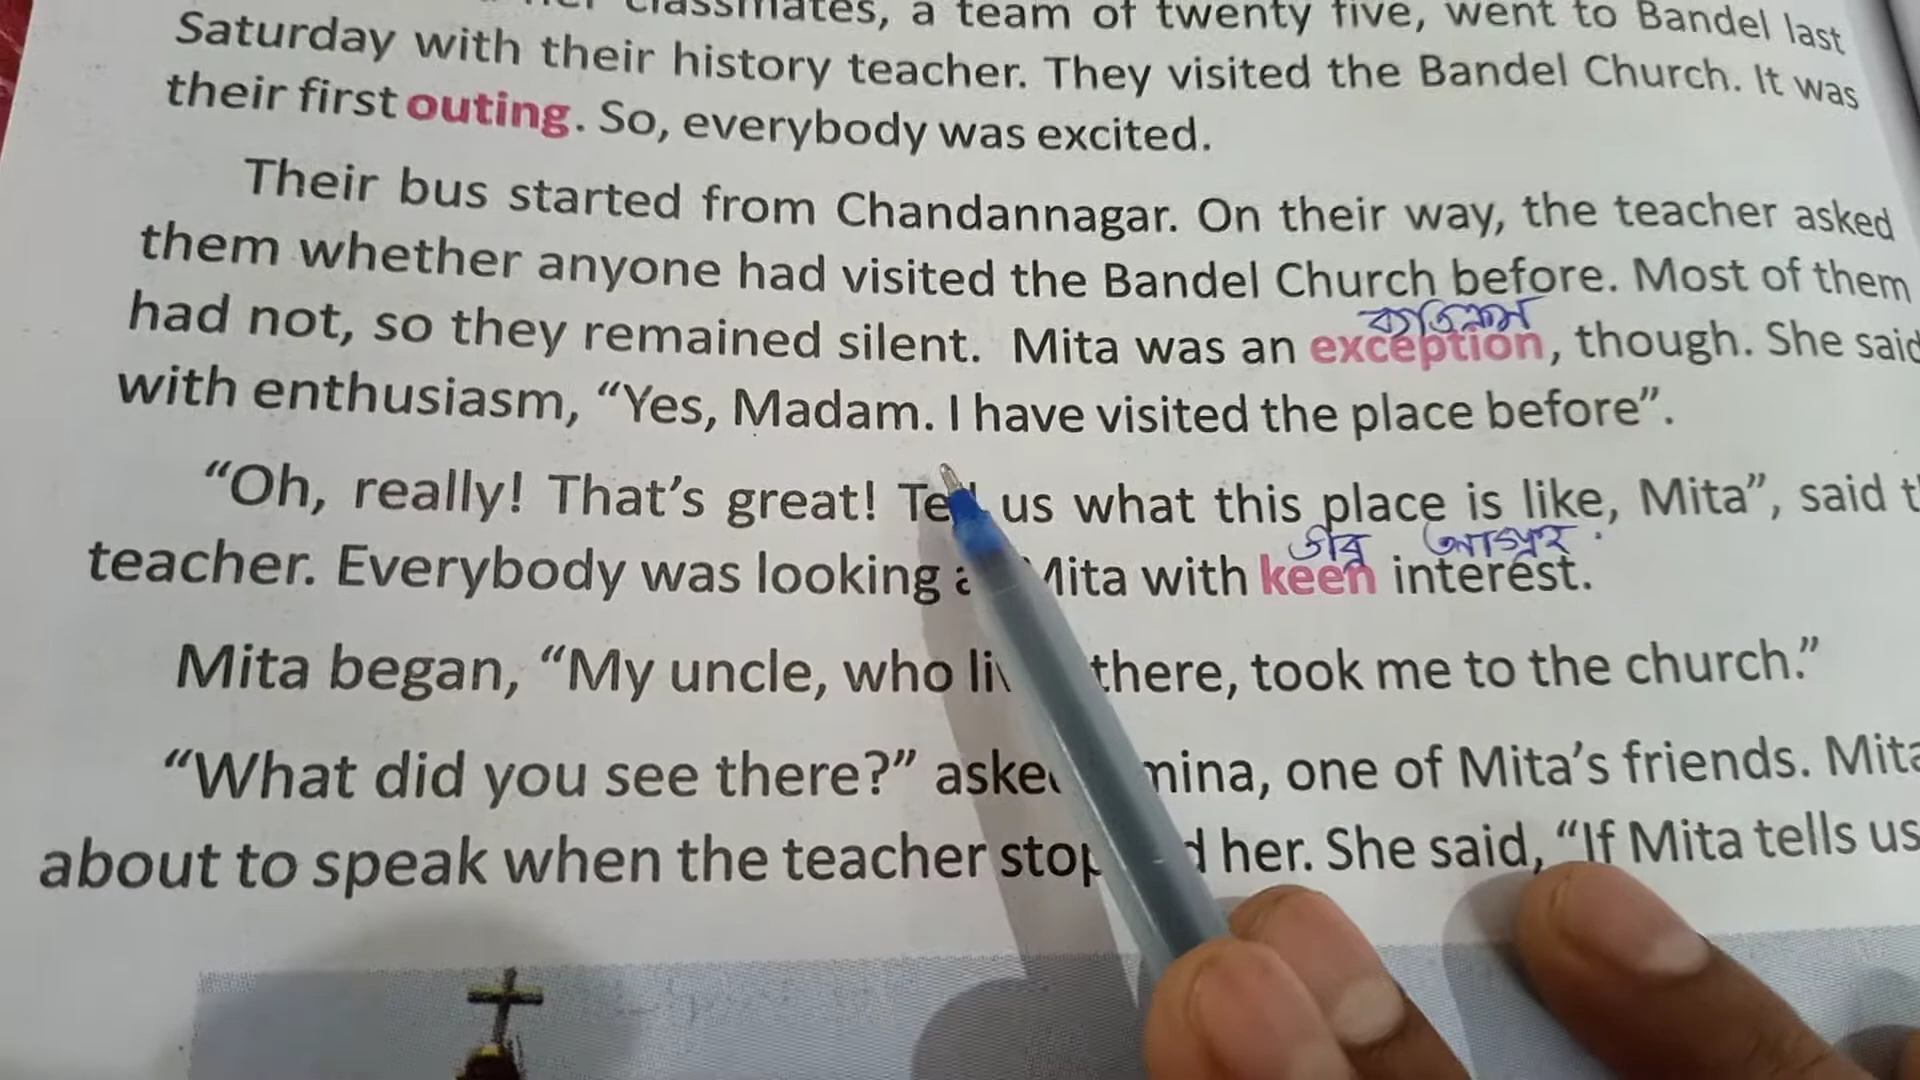 classmates, a team of twenty five, went to Bandel last
Saturday with their history teacher. They visited the Bandel Church. It was
their first outing. So, everybody was excited.
Their bus started from Chandannagar. On their way, the teacher asked
them whether anyone had visited the Bandel Church before. Most of them
ব্যতিক্রম
had not, so they remained silent. Mita was an exception, though. She said
with enthusiasm, “Yes, Madam. I have visited the place before”.
“Oh, really! That’s great! Tell us what this place is like, Mita”, said
তীব্র আগ্রহ
teacher. Everybody was looking Mita with keen interest.
Mita began, “My uncle, who there, took me to the church.”
“What did you see there?” asked one of Mita’s friends. Mita
about to speak when the teacher her. She said, “If Mita tells us